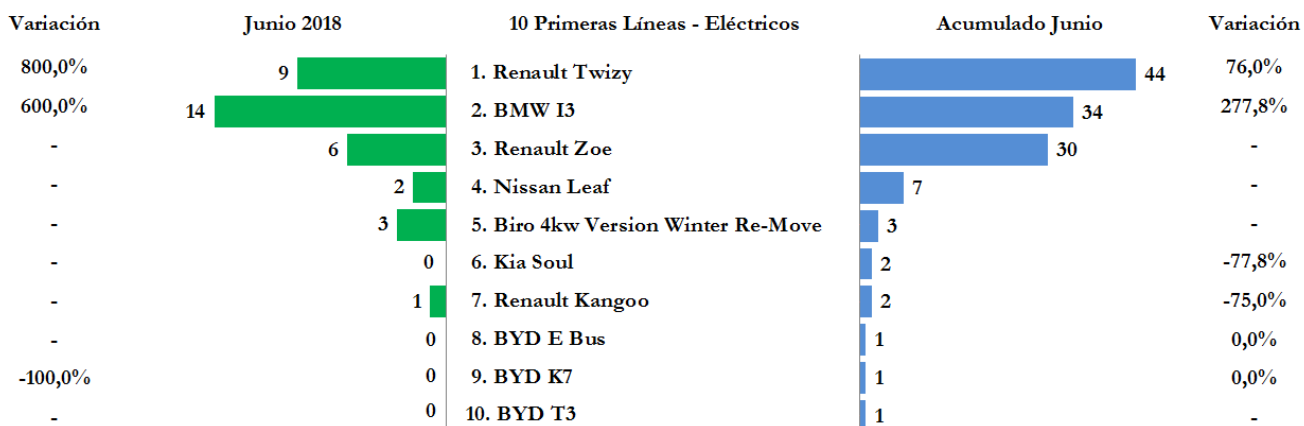 Variación Junio 2018 10 Primeras Líneas - Eléctricos Acumulado Junio Variación
800,0% 9 1. Renault Twizy 44 76,0%
600,0% 14 2. BMW I3 34 277,8%
- 6 3. Renault Zoe 30 -
- 2 4. Nissan Leaf 7 -
- 3 5. Biro 4kw Version Winter Re-Move 3 -
- 0 6. Kia Soul 2 -77,8%
- 1 7. Renault Kangoo 2 -75,0%
- 0 8. BYD E Bus 1 0,0%
-100,0% 0 9. BYD K7 1 0,0%
- 0 10. BYD T3 1 -